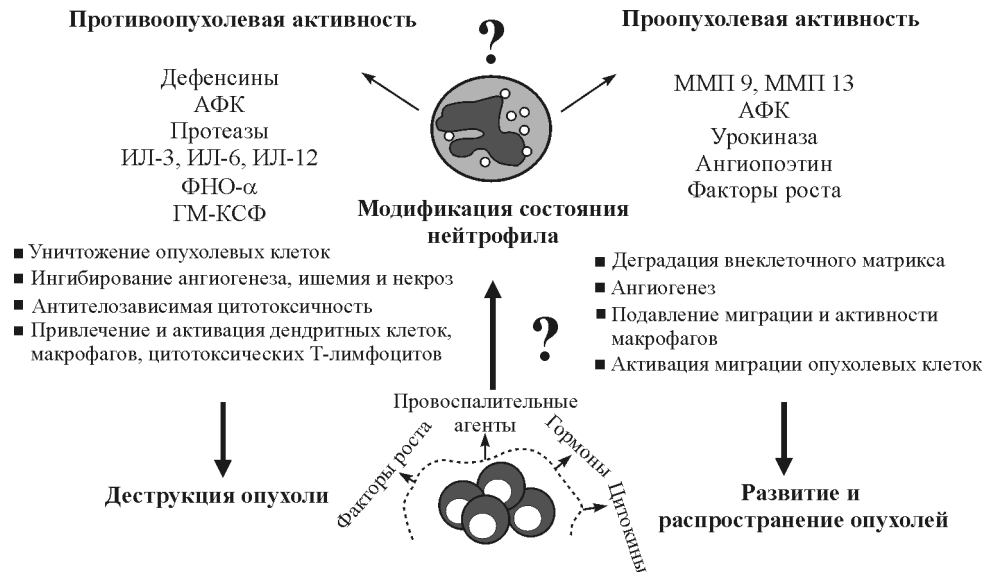 Противоопухолевая активность
?
Проопухолевая активность
Дефенсины
АФК
Протеазы
ИЛ-3, ИЛ-6, ИЛ-12
ФНО-α
ГМ-КСФ
ММП 9, ММП 13
АФК
Урокиназа
Ангиопоэтин
Факторы роста
Модификация состояния
нейтрофила
■ Уничтожение опухолевых клеток
■ Ингибирование ангиогенеза, ишемия и некроз
■ Антителозависимая цитотоксичность
■ Привлечение и активация дендритных клеток,
макрофагов, цитотоксических Т-лимфоцитов
■ Деградация внеклеточного матрикса
■ Ангиогенез
■ Подавление миграции и активности
макрофагов
■ Активация миграции опухолевых клеток
?
Провоспалительные
агенты
Факторы роста
Гормоны
Цитокины
Деструкция опухоли
Развитие и
распространение опухолей